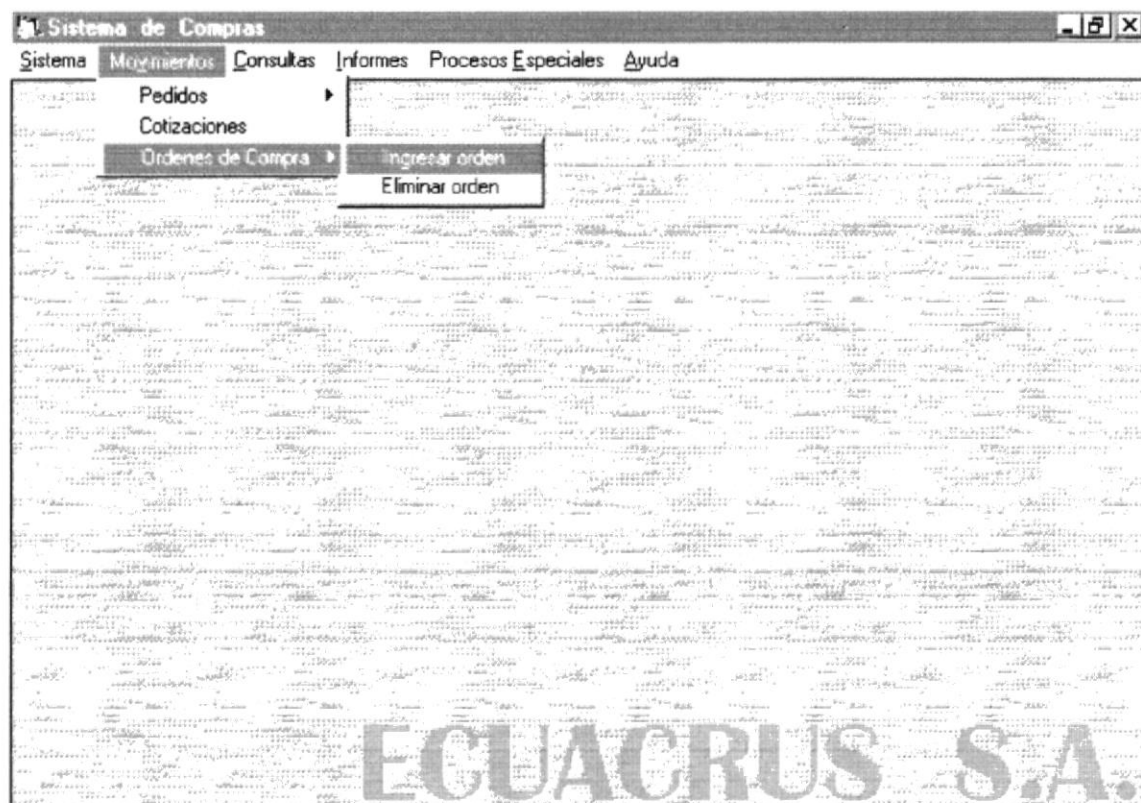 Sistema de Compras
Sistema Movimientos Consultas Informes Procesos Especiales Ayuda
Pedidos
Cotizaciones
Ordenes de Compra Ingresar orden
Eliminar orden
ECUACRUS S.A.